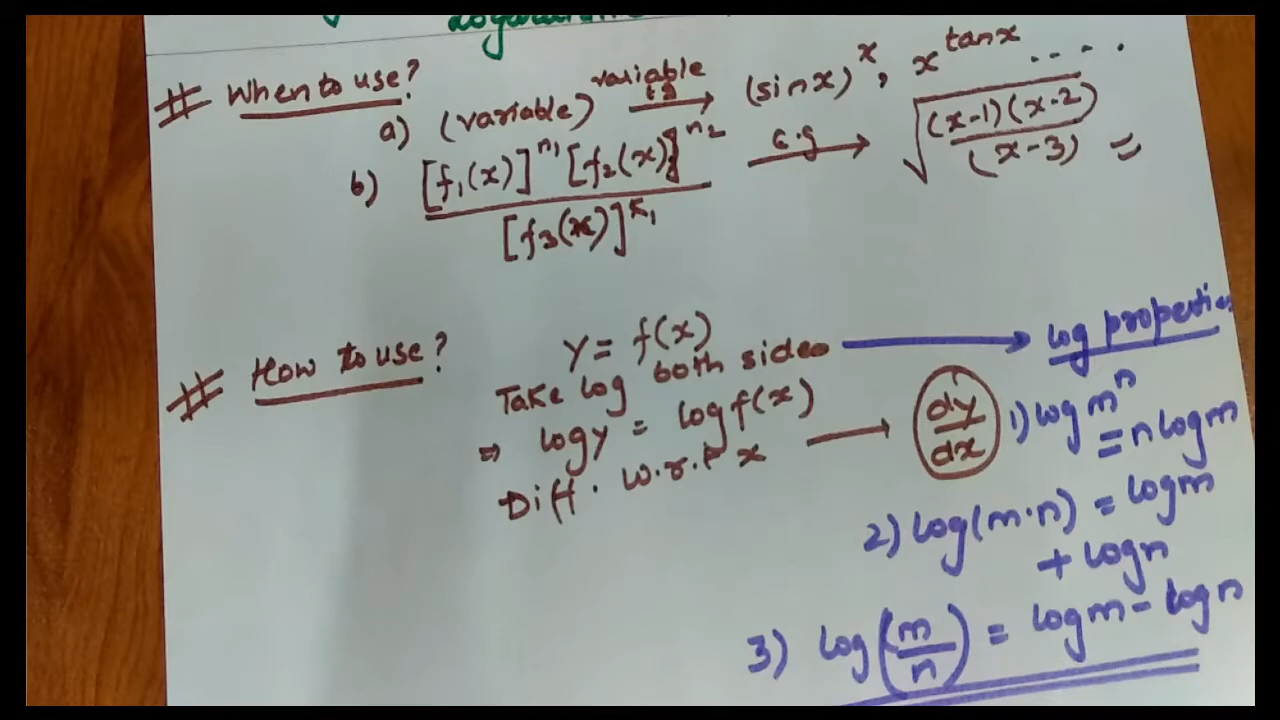 # When to use?
a) (variable)^variable e.g → (sinx)^x, x^tanx .....
b) [f₁(x)]^n₁ [f₂(x)]^n₂ / [f₃(x)]^k₁ e.g → √((x-1)(x-2)/(x-3)) =
# How to use?
y = f(x)
Take log both sides → log properties
⇒ log y = log f(x)
Diff. w.r.t x → dy/dx
1) log m^n
= n log m
2) log(m·n) = log m
+ log n
3) log(m/n) = log m - log n